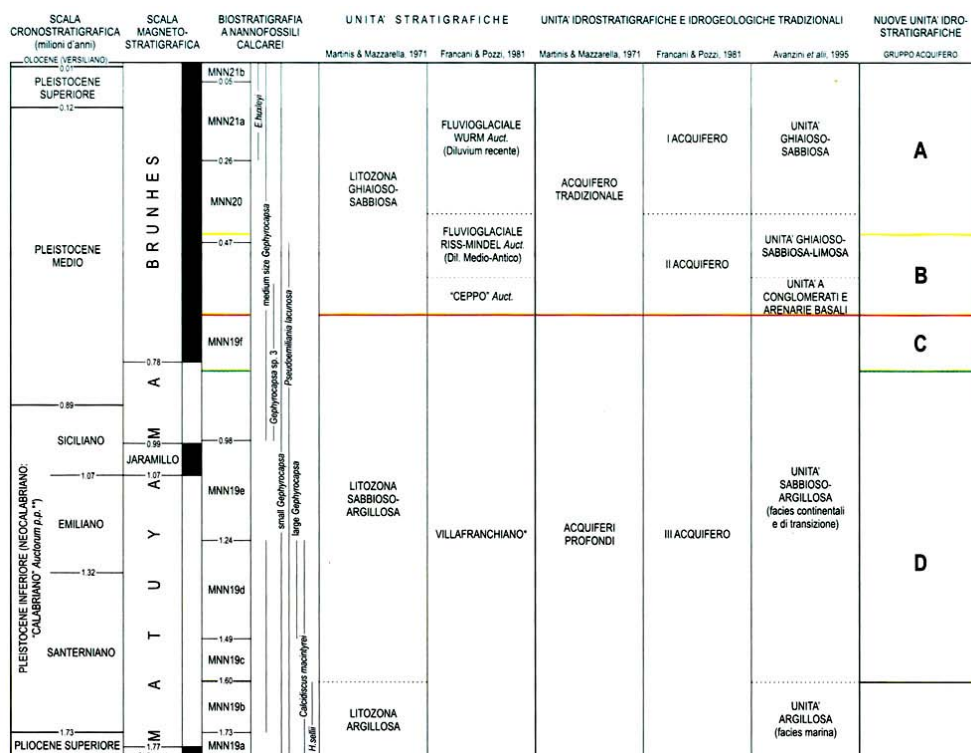 SCALA
CRONOSTRATIGRAFICA
(milioni d'anni)
OLOCENE (VERSILIANO)
0.01
PLEISTOCENE
SUPERIORE
0.12
PLEISTOCENE
MEDIO
0.89
SICILIANO
1.07
EMILIANO
1.32
SANTERNIANO
1.73
PLIOCENE SUPERIORE
PLEISTOCENE INFERIORE (NEOCALABRIANO:
"CALABRIANO" Auctorum p.p.**)
SCALA
MAGNETO-
STRATIGRAFICA
BRUNHES
0.78
MATUYAMA
0.99
JARAMILLO
1.07
1.77
BIOSTRATIGRAFIA
A NANNOFOSSILI
CALCAREI
MNN21b
0.05
MNN21a
0.26
MNN20
0.47
MNN19f
0.98
MNN19e
1.24
MNN19d
1.49
MNN19c
1.60
MNN19b
1.73
MNN19a
E.huxleyi
medium size Gephyrocapsa
Gephyrocapsa sp. 3
small Gephyrocapsa
Pseudoemiliania lacunosa
large Gephyrocapsa
Calcidiscus macintyrei
H.sellii
UNITA' STRATIGRAFICHE
Martinis & Mazzarella, 1971
LITOZONA
GHIAIOSO-
SABBIOSA
LITOZONA
SABBIOSO-
ARGILLOSA
LITOZONA
ARGILLOSA
Francani & Pozzi, 1981
FLUVIOGLACIALE
WURM Auct.
(Diluvium recente)
FLUVIOGLACIALE
RISS-MINDEL Auct.
(Dil. Medio-Antico)
"CEPPO" Auct.
VILLAFRANCHIANO*
UNITA' IDROSTRATIGRAFICHE E IDROGEOLOGICHE TRADIZIONALI
Martinis & Mazzarella, 1971
ACQUIFERO
TRADIZIONALE
ACQUIFERI
PROFONDI
Francani & Pozzi, 1981
I ACQUIFERO
II ACQUIFERO
III ACQUIFERO
Avanzini et alii, 1995
UNITA'
GHIAIOSO-
SABBIOSA
UNITA' GHIAIOSO-
SABBIOSA-LIMOSA
UNITA' A
CONGLOMERATI E
ARENARIE BASALI
UNITA'
SABBIOSO-
ARGILLOSA
(facies continentali
e di transizione)
UNITA'
ARGILLOSA
(facies marina)
NUOVE UNITA' IDRO-
STRATIGRAFICHE
GRUPPO ACQUIFERO
A
B
C
D